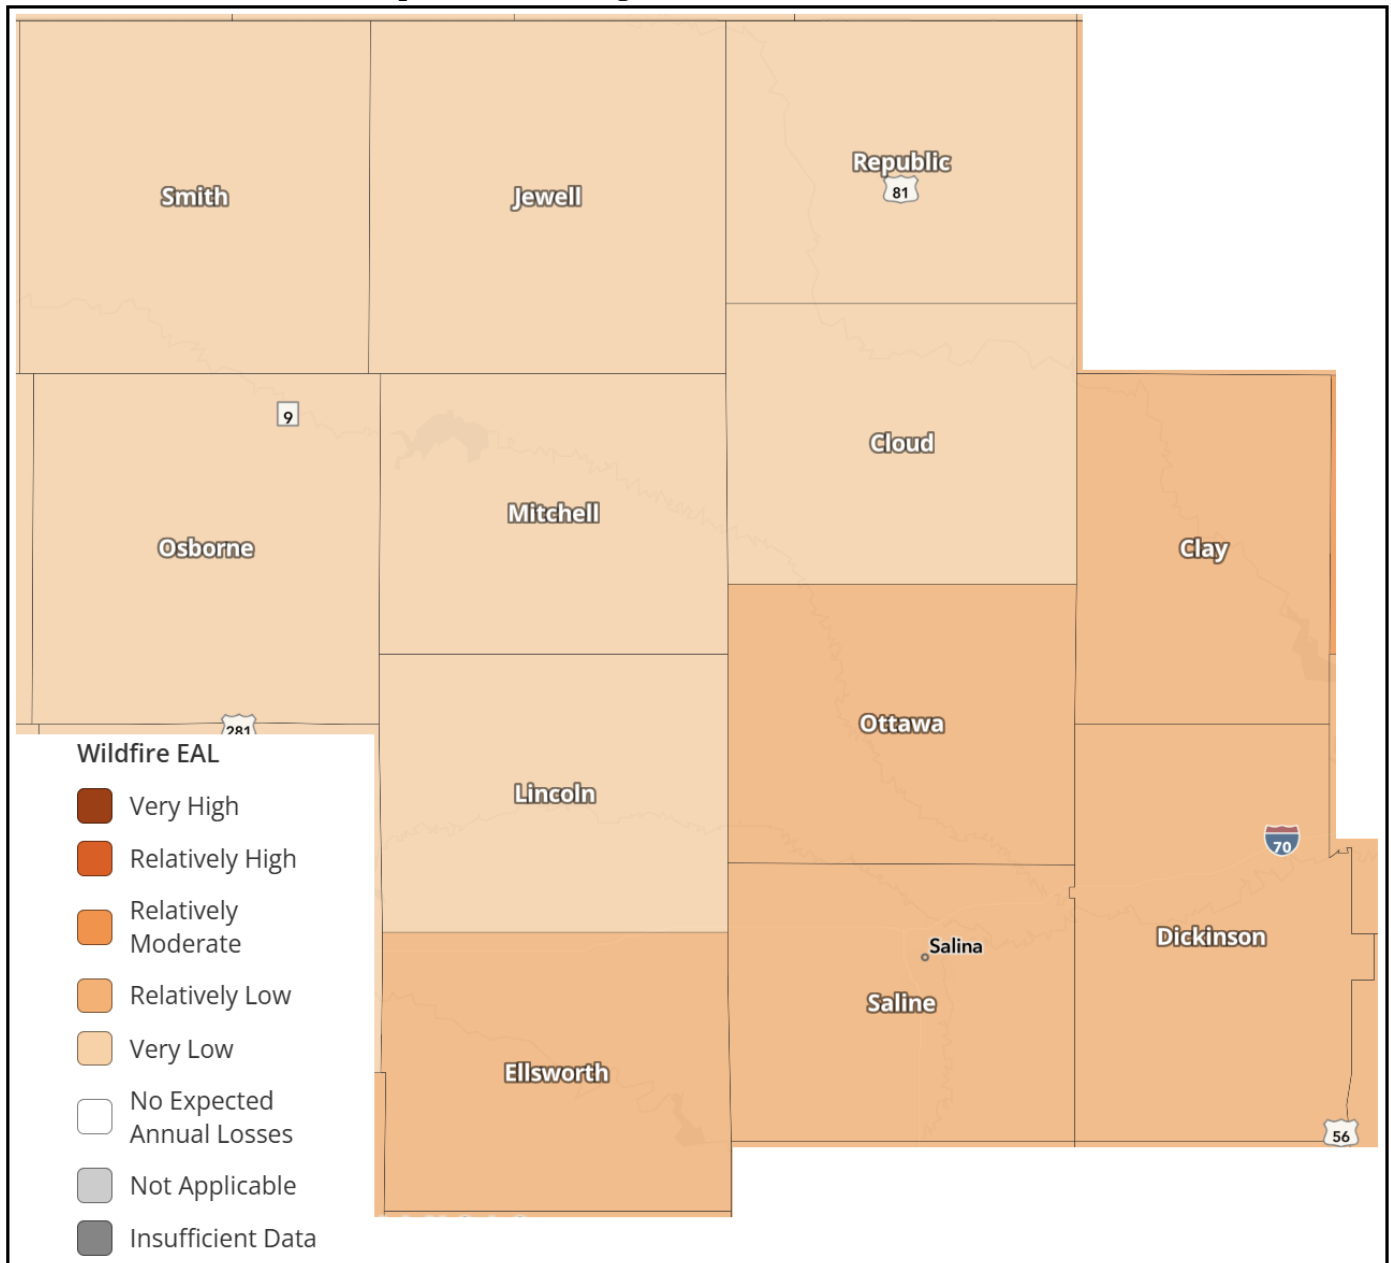 Republic
81
Smith
Jewell
9
Cloud
Mitchell
Osborne
Clay
281
Ottawa
Wildfire EAL
Lincoln
Very High
70
Relatively High
Relatively
Moderate
Dickinson
Salina
Relatively Low
Saline
Very Low
Ellsworth
No Expected
Annual Losses
56
Not Applicable
Insufficient Data